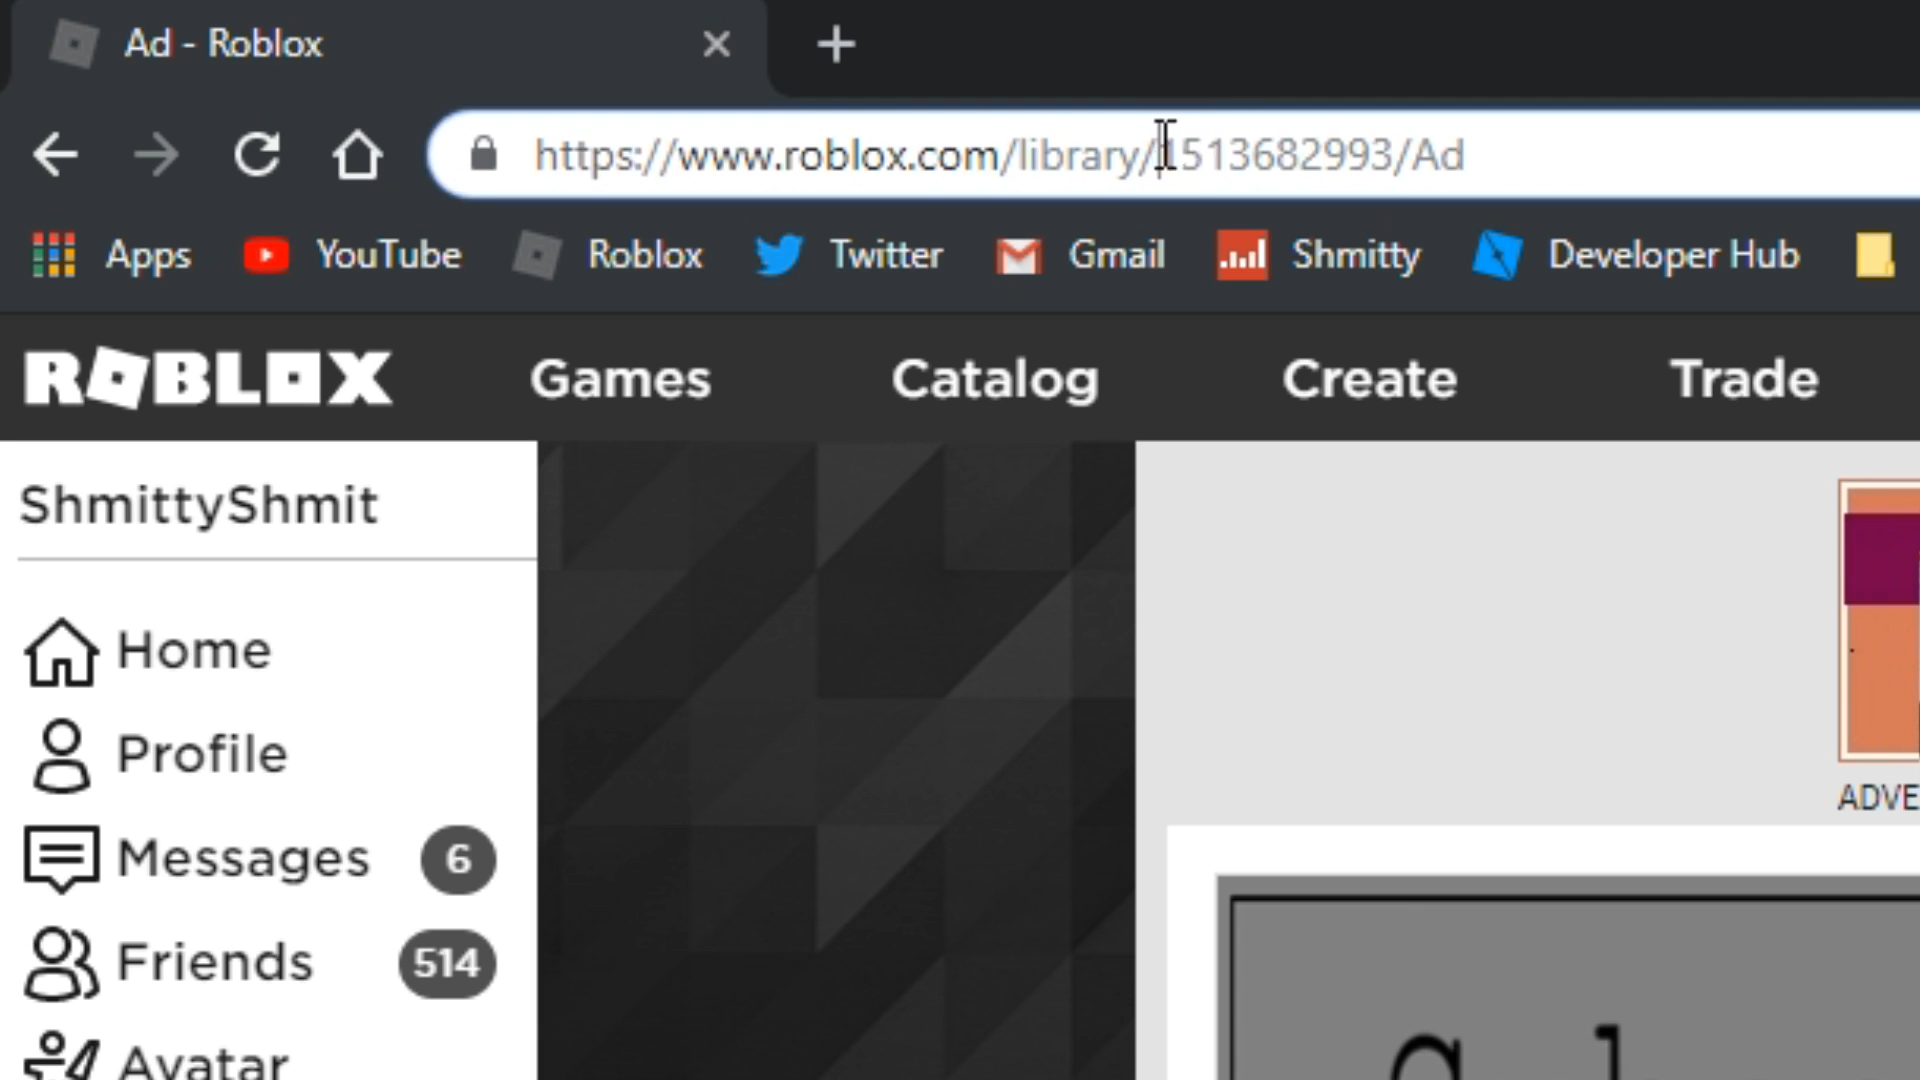 Ad - Roblox
https://www.roblox.com/library/1513682993/Ad
Apps YouTube Roblox Twitter Gmail Shmitty Developer Hub
ROBLOX Games Catalog Create Trade
ShmittyShmit
Home
Profile
Messages 6
Friends 514
Avatar
ADVE